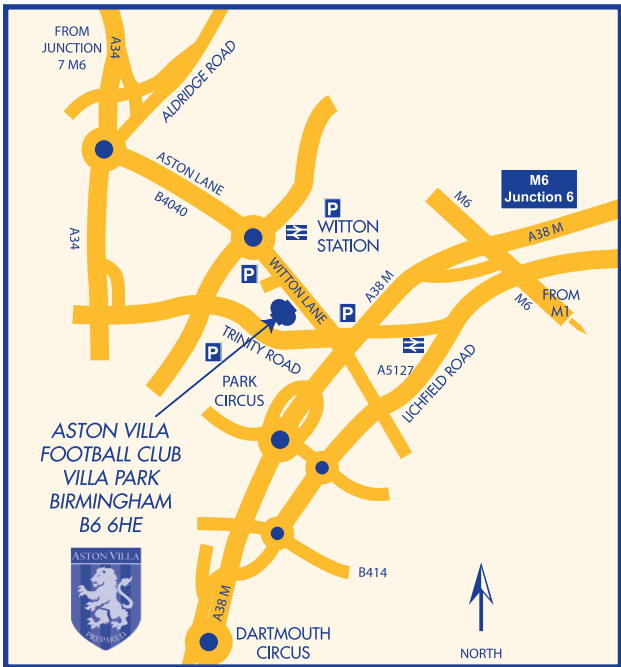 FROM
JUNCTION
7 M6
A34
ALDRIDGE ROAD
ASTON LANE
B4040
A34
P
WITTON
STATION
P
WITTON LANE
M6
Junction 6
M6
A38 M
A38 M
M6
FROM
M1
P
TRINITY ROAD
P
A5127
LICHFIELD ROAD
PARK
CIRCUS
ASTON VILLA
FOOTBALL CLUB
VILLA PARK
BIRMINGHAM
B6 6HE
ASTON VILLA
PREPARED
B414
A38 M
DARTMOUTH
CIRCUS
NORTH